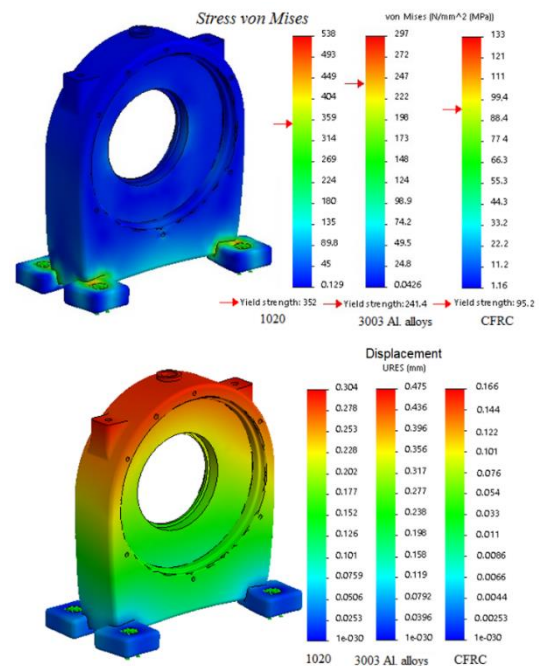 Stress von Mises
von Mises (N/mm^2 (MPa))
538 297 133
493 272 122
449 247 111
404 222 99.4
359 198 88.4
314 173 77.4
269 148 66.3
224 124 55.3
180 98.9 44.3
135 74.2 33.2
89.8 49.5 22.2
45 24.8 11.2
0.129 0.0426 1.16
Yield strength: 352 Yield strength:241.4 Yield strength: 95.2
1020 3003 Al. alloys CFRC
Displacement
URES (mm)
0.304 0.475 0.166
0.278 0.436 0.144
0.253 0.396 0.122
0.228 0.356 0.101
0.202 0.317 0.076
0.177 0.277 0.054
0.152 0.238 0.033
0.126 0.198 0.011
0.101 0.158 0.0086
0.0759 0.119 0.0066
0.0506 0.0792 0.0044
0.0253 0.0396 0.00253
1e-030 1e-030 1e-030
1020 3003 Al. alloys CFRC